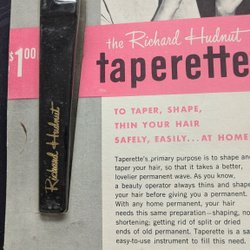 $1.00
the Richard Hudnut
taperette
TO TAPER, SHAPE,
THIN YOUR HAIR
SAFELY, EASILY...AT HOME
Richard Hudnut
Taperette's primary purpose is to shape and
taper your hair, so that it takes a better,
lovelier permanent wave. As you know,
a beauty operator always thins and shape
your hair before giving you a permanent.
With any home permanent, your hair
needs this same preparation—shaping, no
shortening; getting rid of split or dried
ends of old permanent. Taperette is a sa
easy-to-use instrument to fill this need.